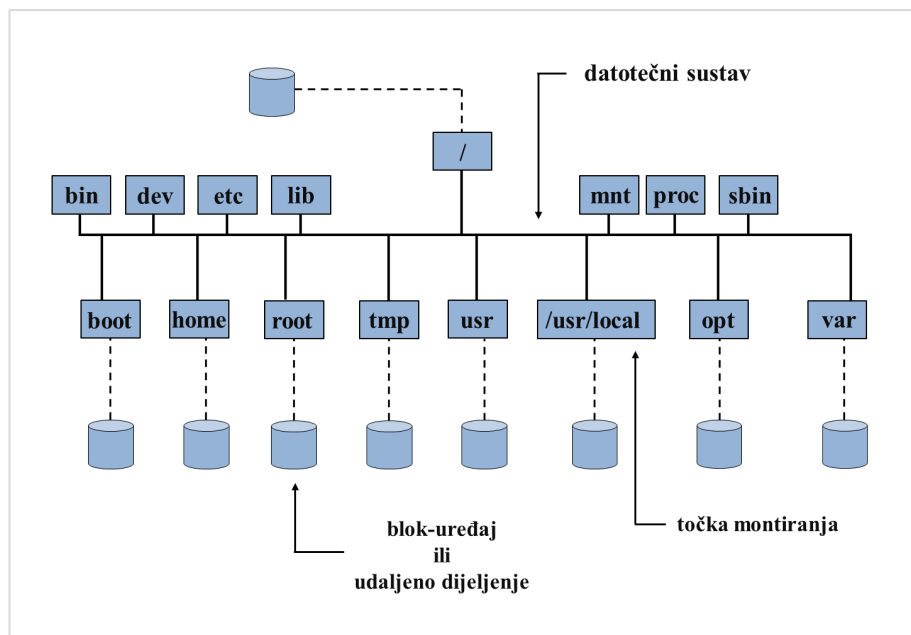 datotečni sustav
/
bin
dev
etc
lib
mnt
proc
sbin
boot
home
root
tmp
usr
/usr/local
opt
var
blok-uređaj
ili
udaljeno dijeljenje
točka montiranja